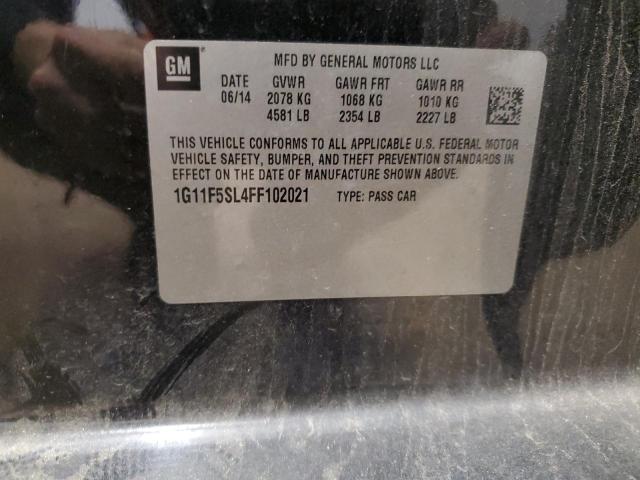 GM
MFD BY GENERAL MOTORS LLC
DATE GVWR GAWR FRT GAWR RR
06/14 2078 KG 1068 KG 1010 KG
4581 LB 2354 LB 2227 LB
THIS VEHICLE CONFORMS TO ALL APPLICABLE U.S. FEDERAL MOTOR
VEHICLE SAFETY, BUMPER, AND THEFT PREVENTION STANDARDS IN
EFFECT ON THE DATE OF MANUFACTURE SHOWN ABOVE.
1G11F5SL4FF102021 TYPE: PASS CAR